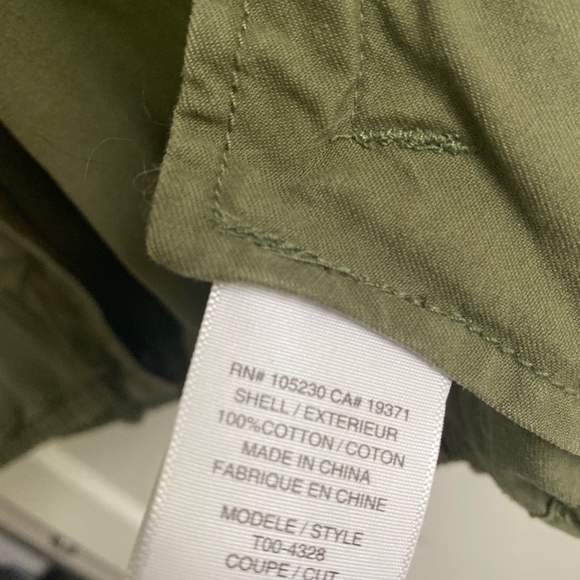 RN# 105230 CA# 19371
SHELL / EXTERIEUR
100%COTTON / COTON
MADE IN CHINA
FABRIQUE EN CHINE
MODELE / STYLE
T00-4328
COUPE / CUT